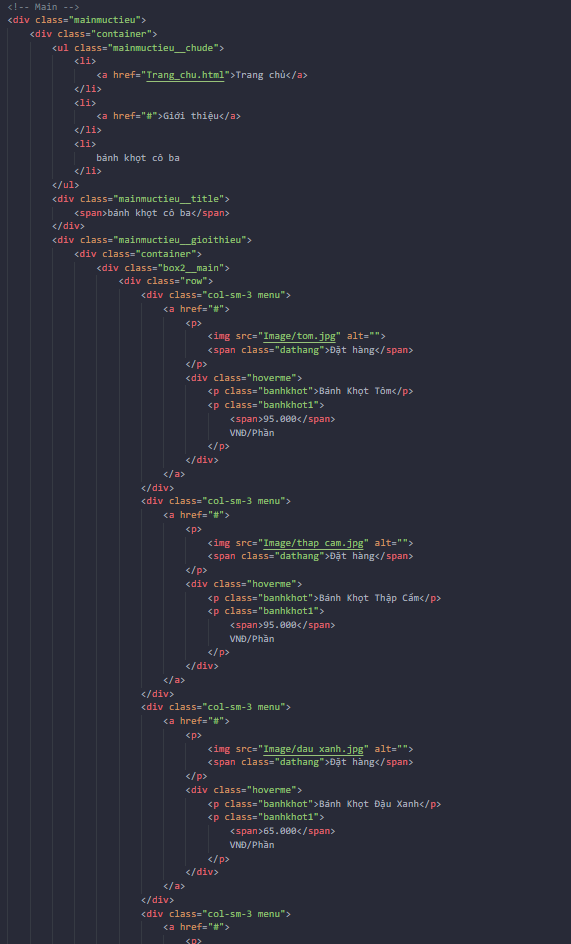 <!-- Main -->
<div class="mainmuctieu">
<div class="container">
<ul class="mainmuctieu__chude">
<li>
<a href="Trang_chu.html">Trang chủ</a>
</li>
<li>
<a href="#">Giới thiệu</a>
</li>
<li>
bánh khọt cô ba
</li>
</ul>
<div class="mainmuctieu__title">
<span>bánh khọt cô ba</span>
</div>
<div class="mainmuctieu__gioithieu">
<div class="container">
<div class="box2__main">
<div class="row">
<div class="col-sm-3 menu">
<a href="#">
<p>
<img src="Image/tom.jpg" alt="">
<span class="dathang">Đặt hàng</span>
</p>
<div class="hoverme">
<p class="banhkhot">Bánh Khọt Tôm</p>
<p class="banhkhot1">
<span>95.000</span>
VNĐ/Phần
</p>
</div>
</a>
</div>
<div class="col-sm-3 menu">
<a href="#">
<p>
<img src="Image/thap cam.jpg" alt="">
<span class="dathang">Đặt hàng</span>
</p>
<div class="hoverme">
<p class="banhkhot">Bánh Khọt Thập Cẩm</p>
<p class="banhkhot1">
<span>95.000</span>
VNĐ/Phần
</p>
</div>
</a>
</div>
<div class="col-sm-3 menu">
<a href="#">
<p>
<img src="Image/dau xanh.jpg" alt="">
<span class="dathang">Đặt hàng</span>
</p>
<div class="hoverme">
<p class="banhkhot">Bánh Khọt Đậu Xanh</p>
<p class="banhkhot1">
<span>65.000</span>
VNĐ/Phần
</p>
</div>
</a>
</div>
<div class="col-sm-3 menu">
<a href="#">
<p>